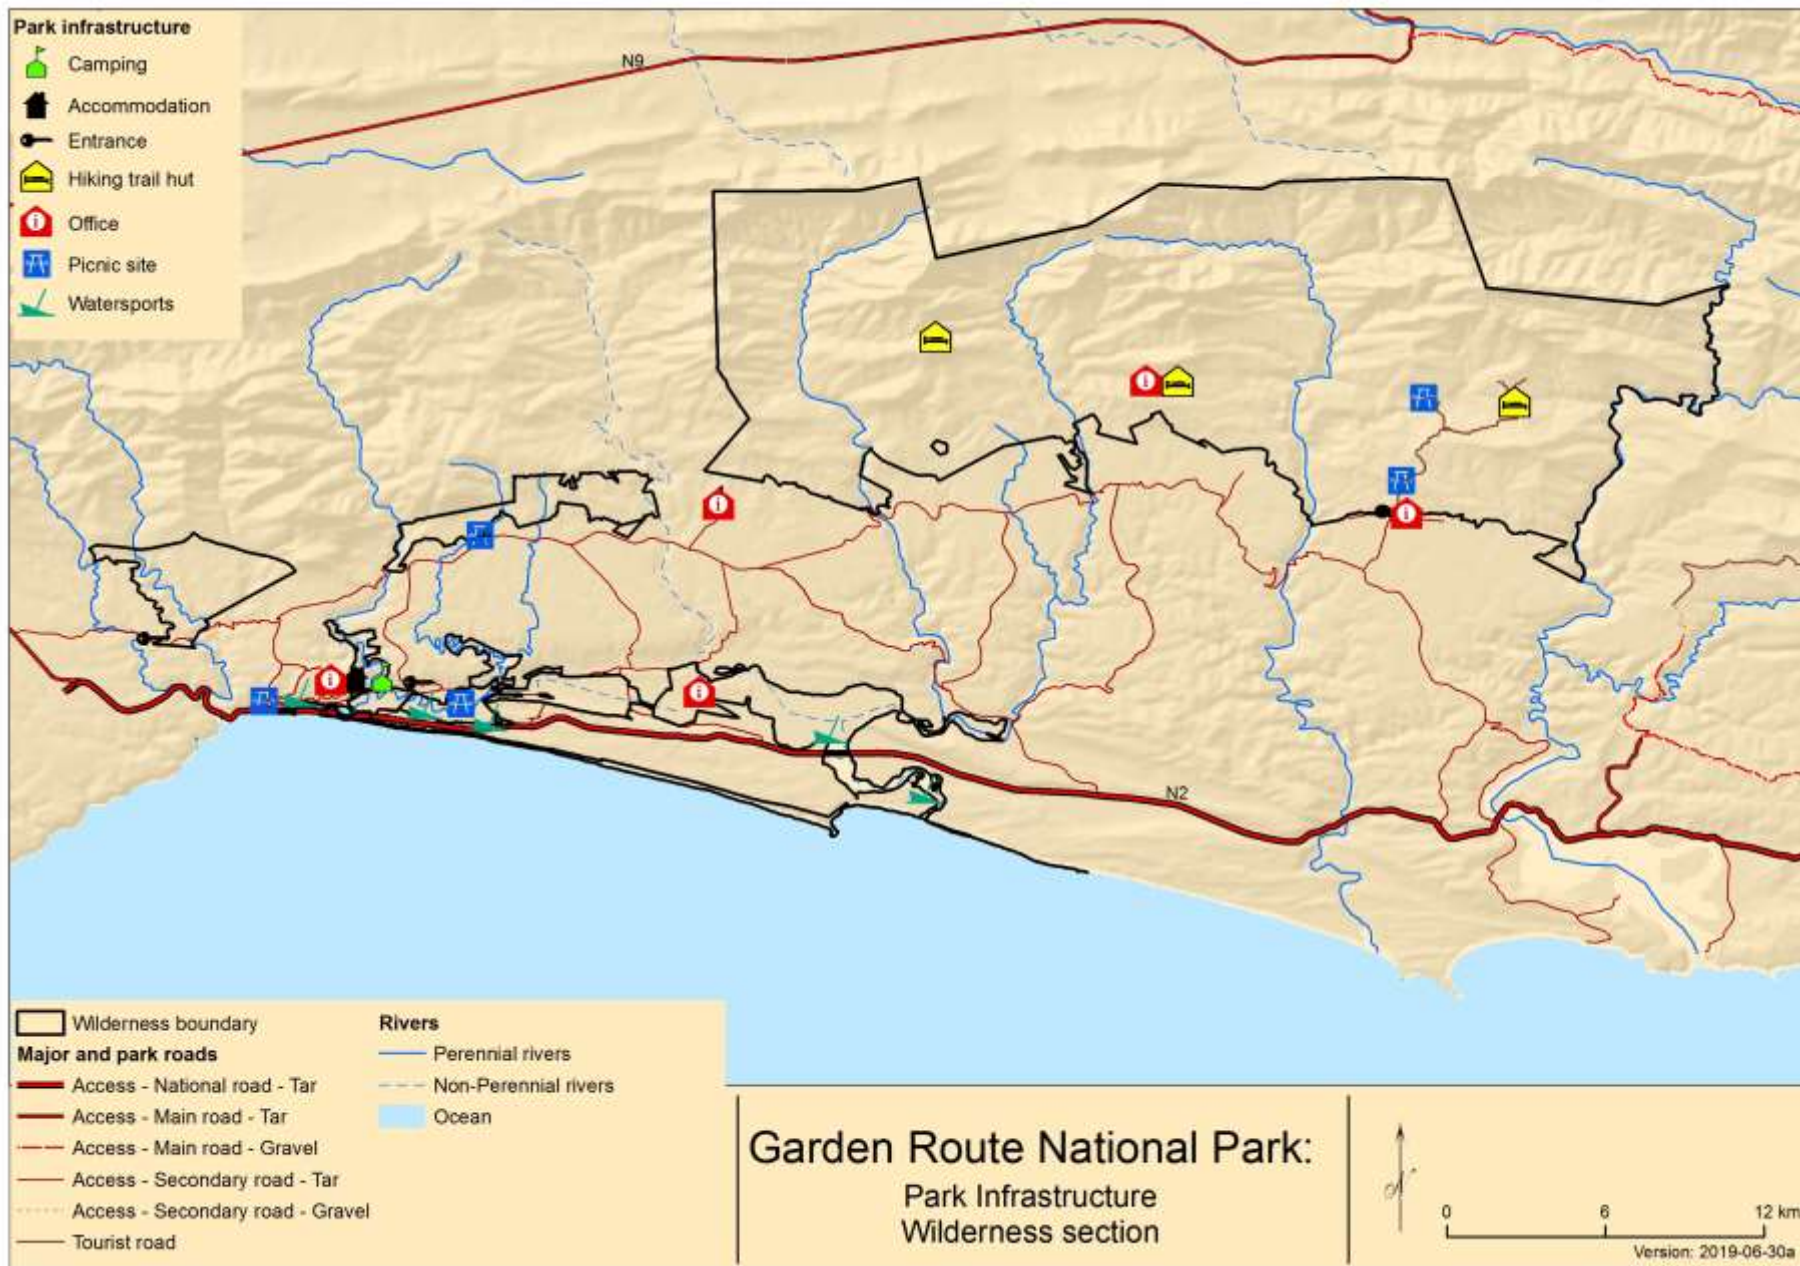 Park infrastructure
Camping
Accommodation
Entrance
Hiking trail hut
Office
Picnic site
Watersports
N9
N2
Wilderness boundary
Major and park roads
Access - National road - Tar
Access - Main road - Tar
Access - Main road - Gravel
Access - Secondary road - Tar
Access - Secondary road - Gravel
Tourist road
Rivers
Perennial rivers
Non-Perennial rivers
Ocean
Garden Route National Park:
Park Infrastructure
Wilderness section
N
0 6 12 km
Version: 2019-06-30a